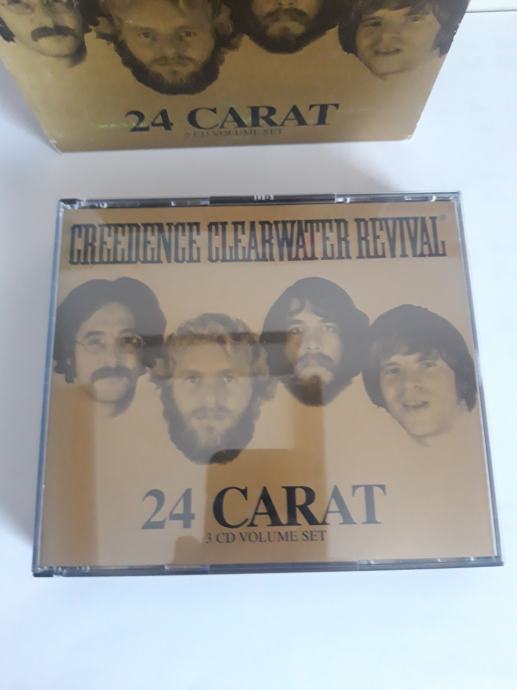 24 CARAT
3 CD VOLUME SET
CREEDENCE CLEARWATER REVIVAL
24 CARAT
3 CD VOLUME SET